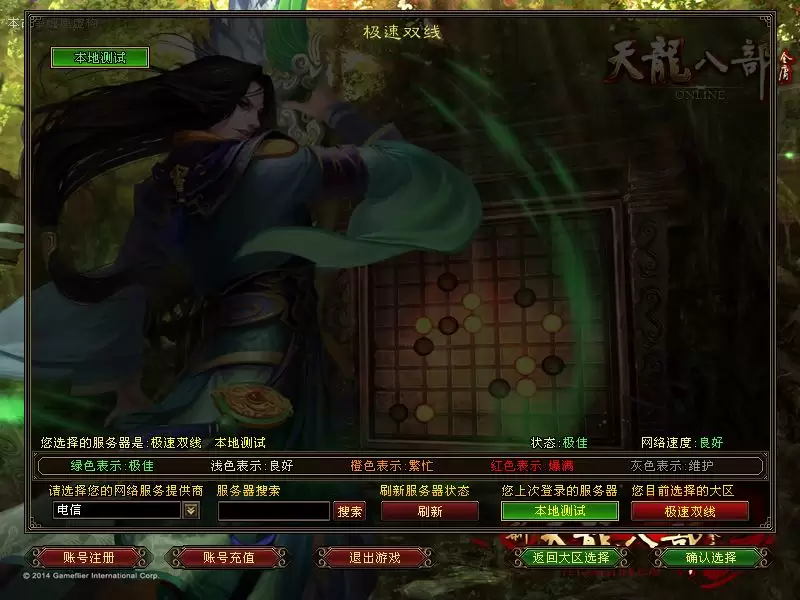 极速双线
本地测试
天龍八部
金庸
ONLINE
您选择的服务器是:极速双线 本地测试 状态:极佳 网络速度:良好
绿色表示:极佳 浅色表示:良好 橙色表示:繁忙 红色表示:爆满 灰色表示:维护
请选择您的网络服务提供商 服务器搜索 刷新服务器状态 您上次登录的服务器 您目前选择的大区
电信 搜索 刷新 本地测试 极速双线
账号注册 账号充值 退出游戏 返回大区选择 确认选择
© 2014 Gameflier International Corp.